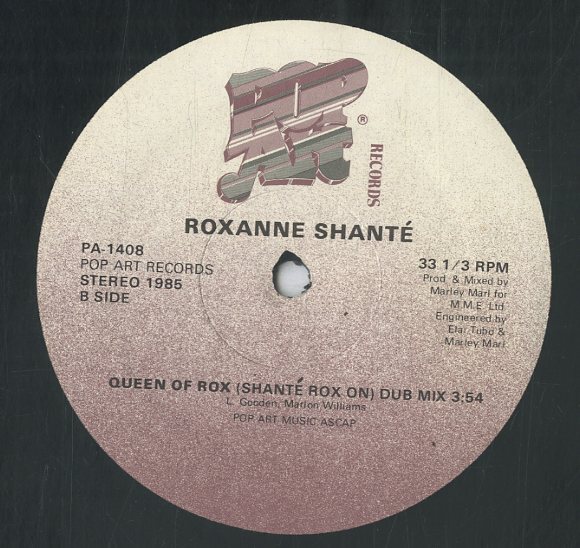 POP
ART
®
RECORDS
ROXANNE SHANTÉ
PA-1408
POP ART RECORDS
STEREO 1985
B SIDE
33 1/3 RPM
Prod. & Mixed by
Marley Marl for
M.M.E. Ltd.
Engineered by
Elai Tubo &
Marley Marl
QUEEN OF ROX (SHANTÉ ROX ON) DUB MIX 3:54
L. Gooden, Marlon Williams
POP ART MUSIC ASCAP